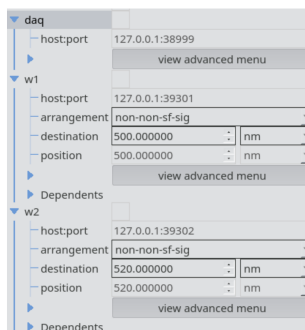 daq
host:port 127.0.0.1:38999
view advanced menu
w1
host:port 127.0.0.1:39301
arrangement non-non-sf-sig
destination 500.000000 nm
position 500.000000 nm
view advanced menu
Dependents
w2
host:port 127.0.0.1:39302
arrangement non-non-sf-sig
destination 520.000000 nm
position 520.000000 nm
view advanced menu
Dependents